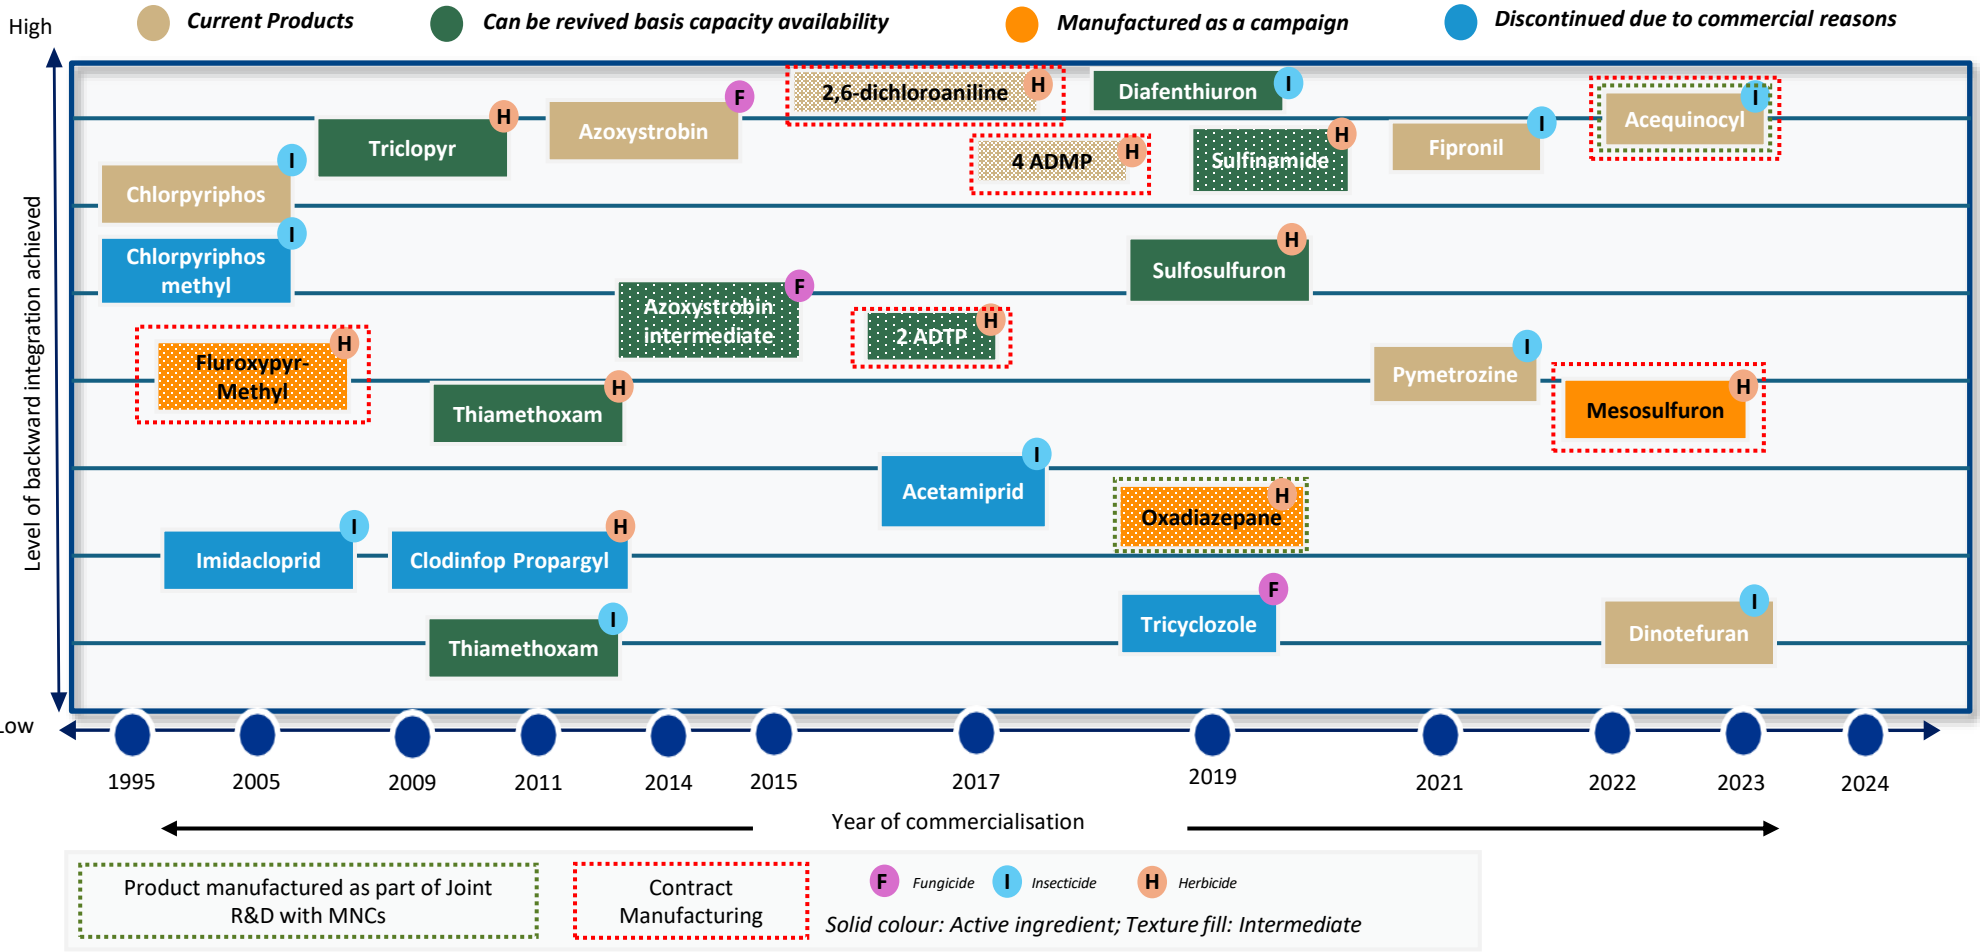 High
Current Products
Can be revived basis capacity availability
Manufactured as a campaign
Discontinued due to commercial reasons
Level of backward integration achieved
2,6-dichloroaniline
H
Diafenthiuron
I
Acequinocyl
I
Azoxystrobin
F
Triclopyr
H
4 ADMP
H
Sulfinamide
H
Fipronil
I
Chlorpyriphos
I
Chlorpyriphos
methyl
I
Sulfosulfuron
H
Azoxystrobin
intermediate
F
2 ADTP
H
Fluroxypyr-
Methyl
H
Thiamethoxam
H
Pymetrozine
I
Mesosulfuron
H
Acetamiprid
I
Oxadiazepane
H
Imidacloprid
I
Clodinfop Propargyl
H
Thiamethoxam
I
Tricyclozole
F
Dinotefuran
I
Low
1995
2005
2009
2011
2014
2015
2017
2019
2021
2022
2023
2024
Year of commercialisation
Product manufactured as part of Joint
R&D with MNCs
Contract
Manufacturing
F Fungicide
I Insecticide
H Herbicide
Solid colour: Active ingredient; Texture fill: Intermediate